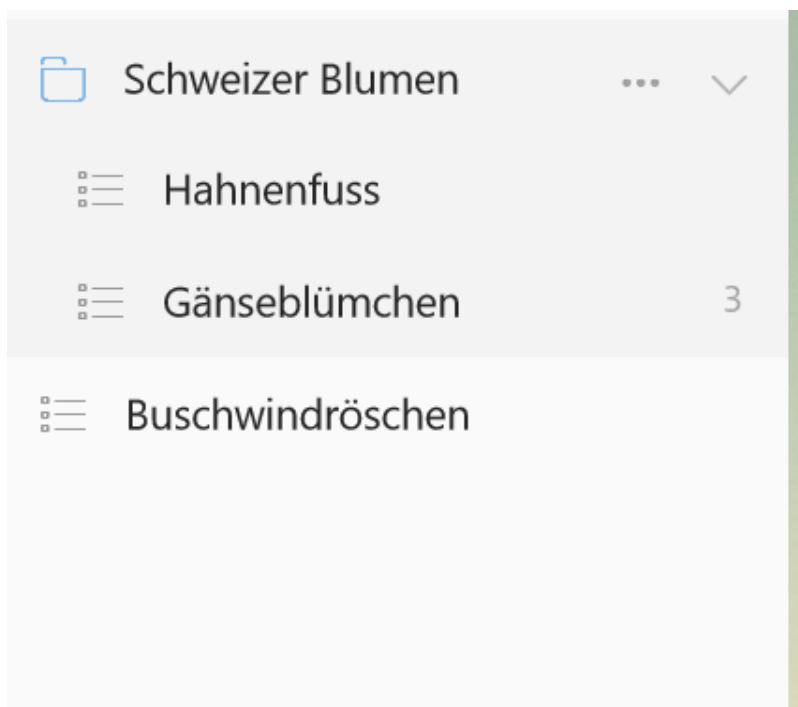 Schweizer Blumen
Hahnenfuss
Gänseblümchen 3
Buschwindröschen